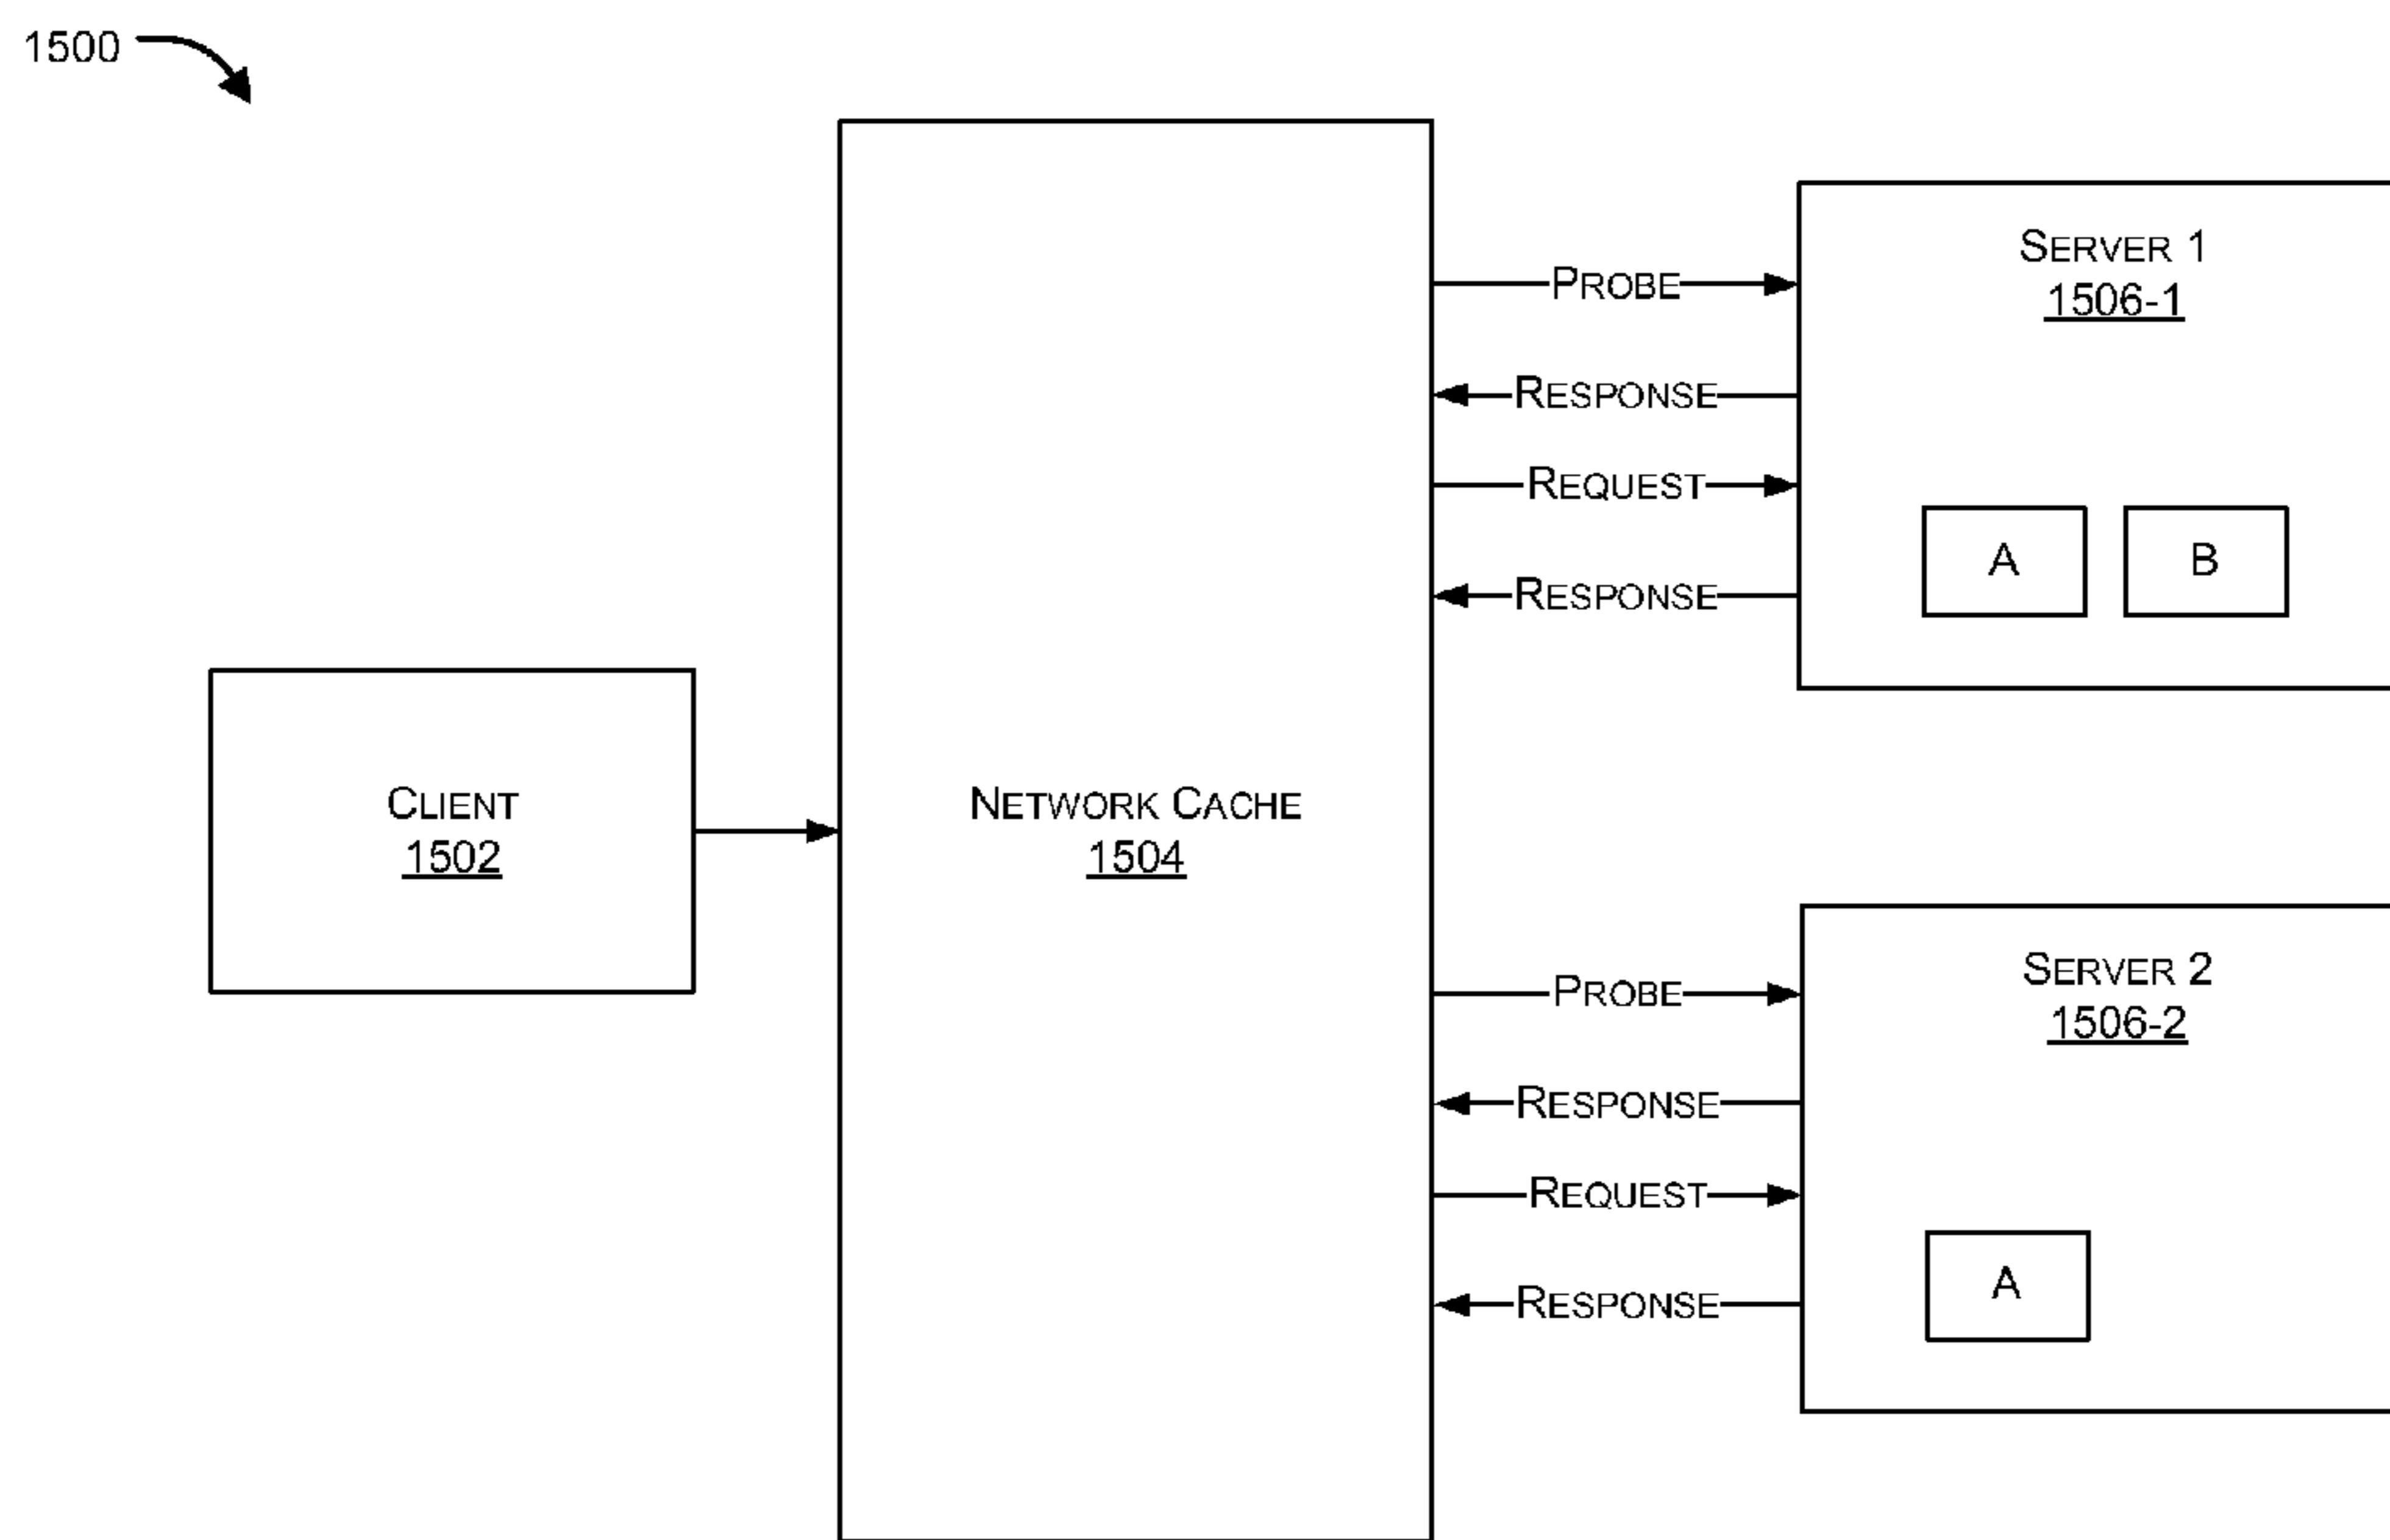 1500
SERVER 1
1506-1
PROBE
RESPONSE
REQUEST
RESPONSE
A
B
CLIENT
1502
NETWORK CACHE
1504
SERVER 2
1506-2
PROBE
RESPONSE
REQUEST
RESPONSE
A